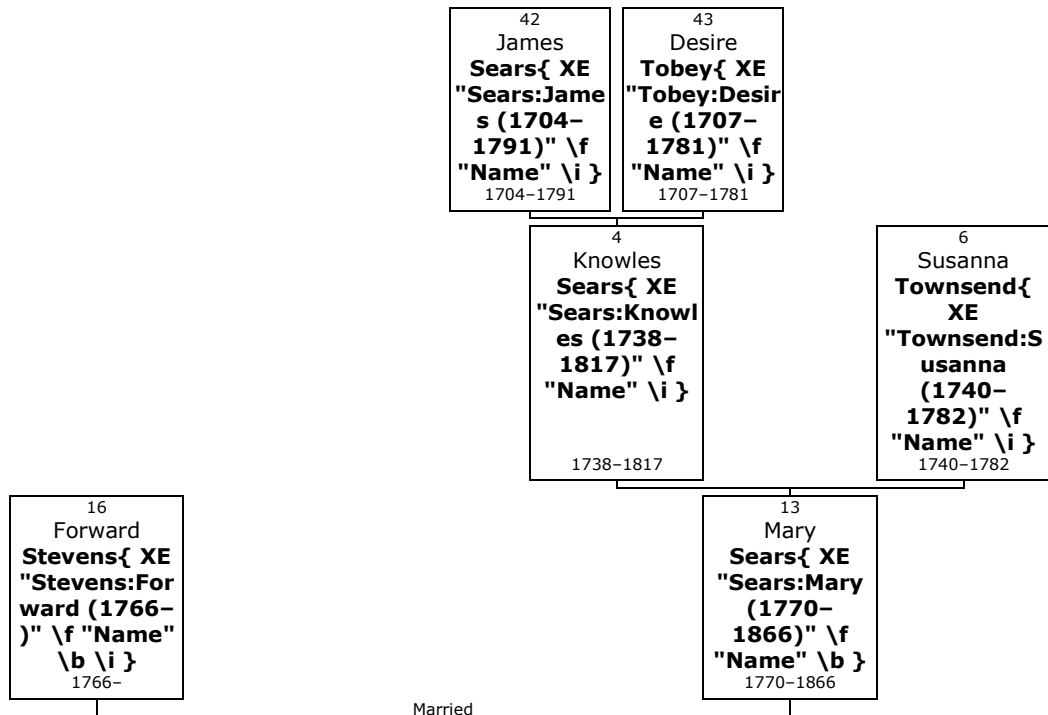 42
James
Sears{ XE
"Sears:Jame
s (1704–
1791)" \f
"Name" \i }
1704–1791
43
Desire
Tobey{ XE
"Tobey:Desir
e (1707–
1781)" \f
"Name" \i }
1707–1781
4
Knowles
Sears{ XE
"Sears:Knowl
es (1738–
1817)" \f
"Name" \i }
1738–1817
6
Susanna
Townsend{
XE
"Townsend:S
usanna
(1740–
1782)" \f
"Name" \i }
1740–1782
16
Forward
Stevens{ XE
"Stevens:For
ward (1766–
)" \f "Name"
\b \i }
1766–
13
Mary
Sears{ XE
"Sears:Mary
(1770–
1866)" \f
"Name" \b }
1770–1866
Married